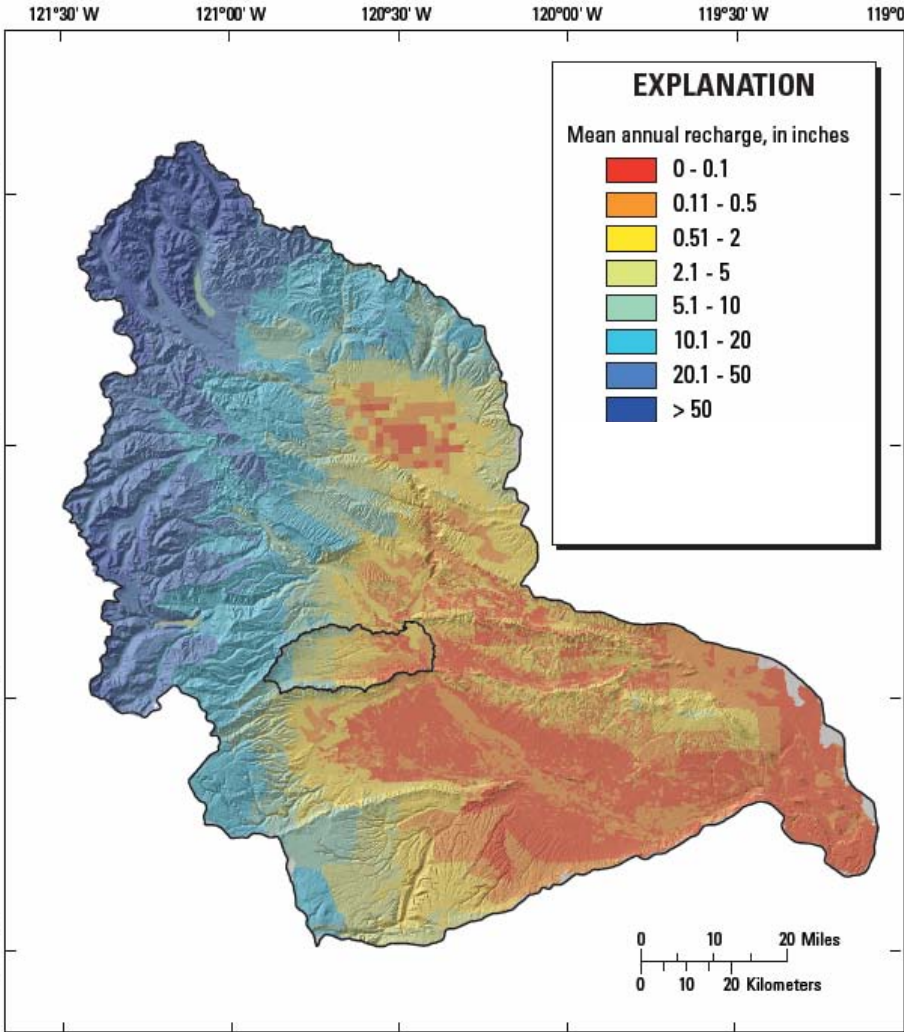 121°30' W 121°00' W 120°30' W 120°00' W 119°30' W 119°0
EXPLANATION
Mean annual recharge, in inches
0 - 0.1
0.11 - 0.5
0.51 - 2
2.1 - 5
5.1 - 10
10.1 - 20
20.1 - 50
> 50
0 10 20 Miles
0 10 20 Kilometers